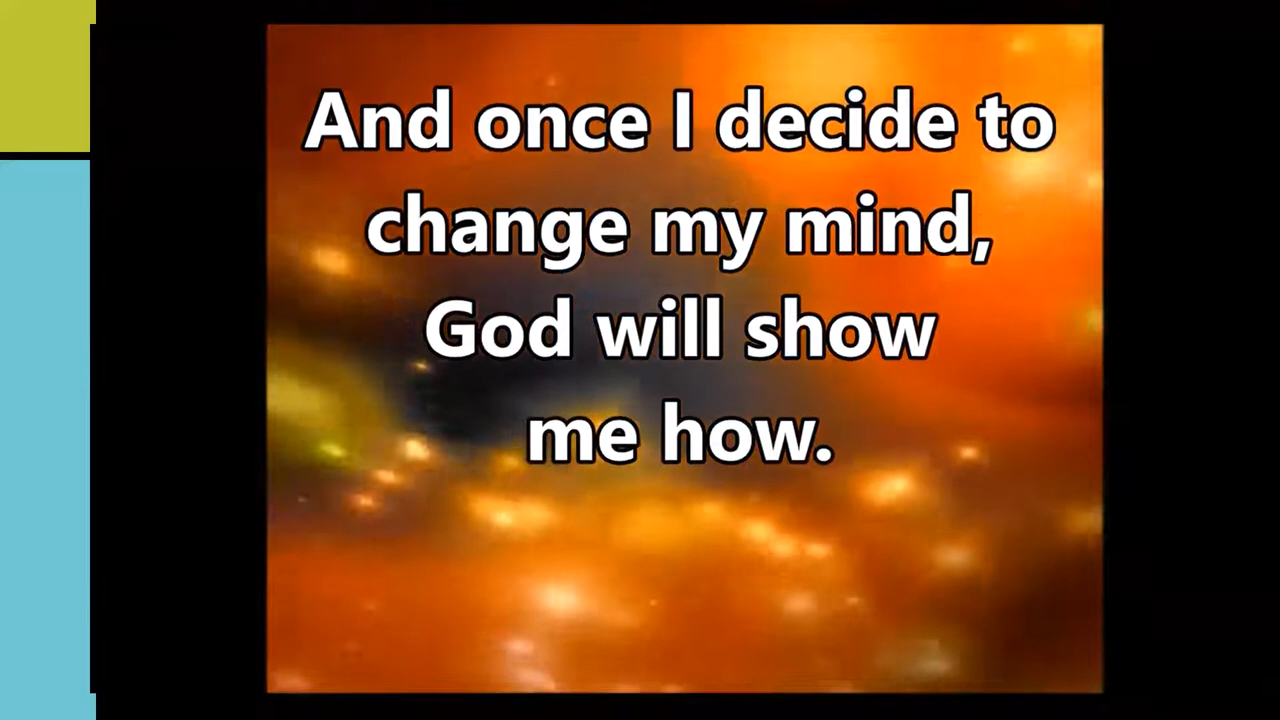 And once I decide to
change my mind,
God will show
me how.